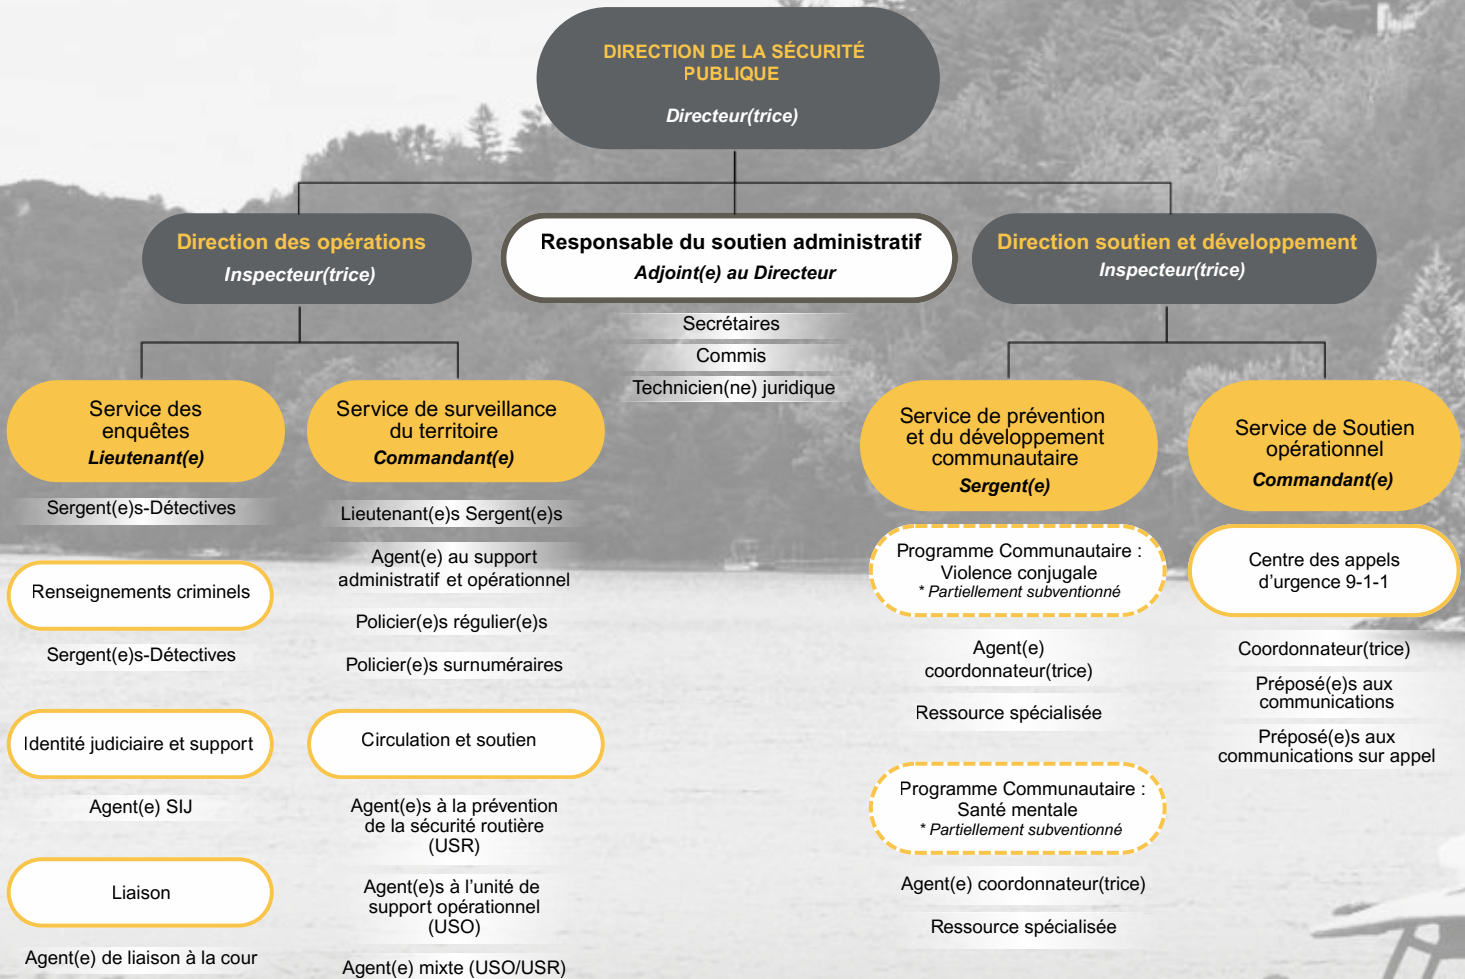 DIRECTION DE LA SÉCURITÉ
PUBLIQUE
Directeur(trice)
Direction des opérations
Inspecteur(trice)
Responsable du soutien administratif
Adjoint(e) au Directeur
Direction soutien et développement
Inspecteur(trice)
Secrétaires
Commis
Technicien(ne) juridique
Service des
enquêtes
Lieutenant(e)
Sergent(e)s-Détectives
Renseignements criminels
Sergent(e)s-Détectives
Identité judiciaire et support
Agent(e) SIJ
Liaison
Agent(e) de liaison à la cour
Service de surveillance
du territoire
Commandant(e)
Lieutenant(e)s Sergent(e)s
Agent(e) au support
administratif et opérationnel
Policier(e)s régulier(e)s
Policier(e)s surnuméraires
Circulation et soutien
Agent(e)s à la prévention
de la sécurité routière
(USR)
Agent(e)s à l’unité de
support opérationnel
(USO)
Agent(e) mixte (USO/USR)
Service de prévention
et du développement
communautaire
Sergent(e)
Programme Communautaire :
Violence conjugale
* Partiellement subventionné
Agent(e)
coordonnateur(trice)
Ressource spécialisée
Programme Communautaire :
Santé mentale
* Partiellement subventionné
Agent(e) coordonnateur(trice)
Ressource spécialisée
Service de Soutien
opérationnel
Commandant(e)
Centre des appels
d’urgence 9-1-1
Coordonnateur(trice)
Préposé(e)s aux
communications
Préposé(e)s aux
communications sur appel